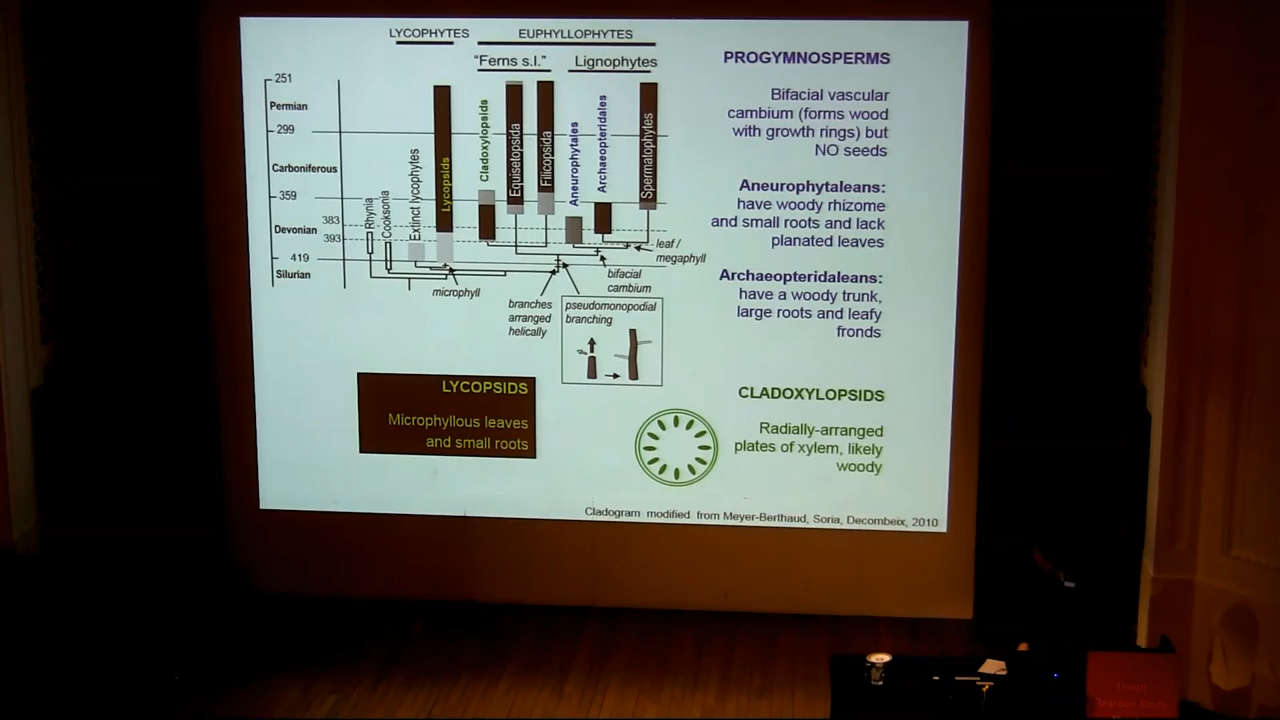 LYCOPHYTES
EUPHYLLOPHYTES
"Ferns s.l."
Lignophytes
251
Permian
299
Carboniferous
359
383
Devonian
393
419
Silurian
Rhynia
Cooksonia
Extinct lycophytes
Lycopsids
Cladoxylopsids
Equisetopsida
Filicopsida
Aneurophytales
Archaeopteridales
Spermatophytes
leaf /
megaphyll
bifacial
cambium
microphyll
branches
arranged
helically
pseudomonopodial
branching
PROGYMNOSPERMS
Bifacial vascular
cambium (forms wood
with growth rings) but
NO seeds
Aneurophytaleans:
have woody rhizome
and small roots and lack
planated leaves
Archaeopteridaleans:
have a woody trunk,
large roots and leafy
fronds
LYCOPSIDS
Microphyllous leaves
and small roots
CLADOXYLOPSIDS
Radially-arranged
plates of xylem, likely
woody
Cladogram modified from Meyer-Berthaud, Soria, Decombeix, 2010